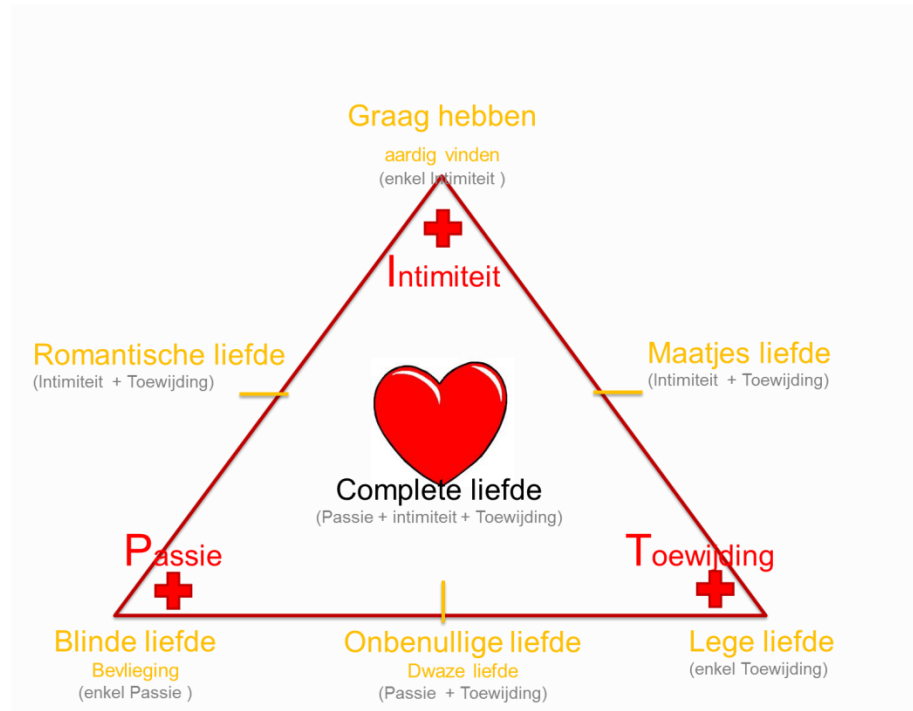 Graag hebben
aardig vinden
(enkel Intimiteit )
Intimiteit
Romantische liefde
(Intimiteit + Toewijding)
Maatjes liefde
(Intimiteit + Toewijding)
Complete liefde
(Passie + intimiteit + Toewijding)
Passie
Toewijding
Blinde liefde
Bevlieging
(enkel Passie )
Onbenullige liefde
Dwaze liefde
(Passie + Toewijding)
Lege liefde
(enkel Toewijding)